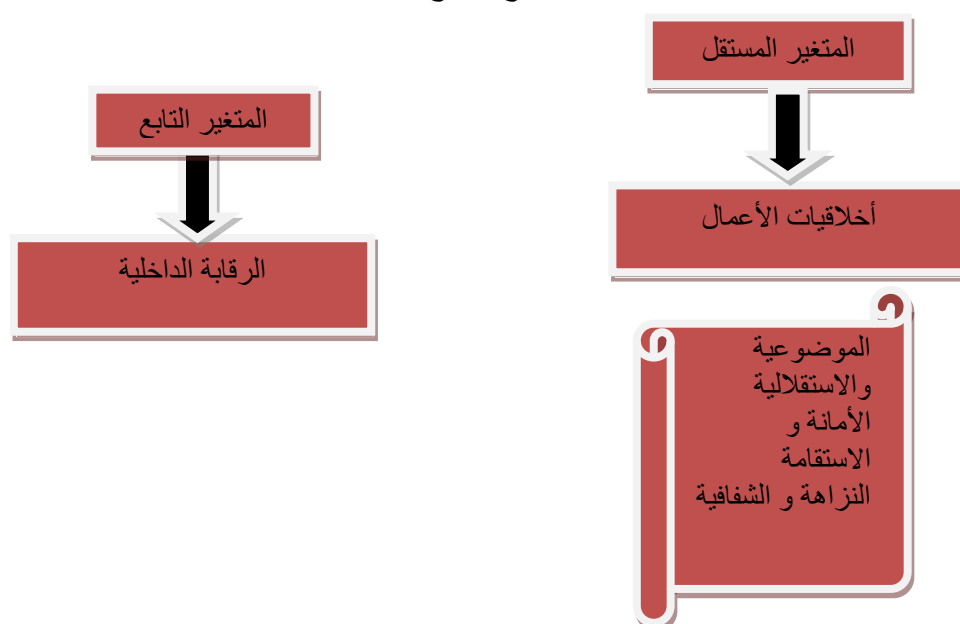 المتغير المستقل
المتغير التابع
أخلاقيات الأعمال
الرقابة الداخلية
الموضوعية
والاستقلالية
الأمانة و
الاستقامة
النزاهة و الشفافية